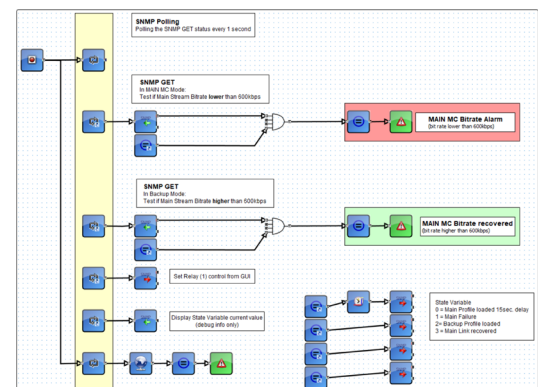 SNMP Polling
Polling the SNMP GET status every 1 second
SNMP GET
In MAIN MC Mode:
Test if Main Stream Bitrate lower than 600kbps
MAIN MC Bitrate Alarm
(bit rate lower than 600kbps)
SNMP GET
In Backup Mode:
Test if Main Stream Bitrate higher than 600kbps
MAIN MC Bitrate recovered
(bit rate higher than 600kbps)
Set Relay (1) control from GUI
Display State Variable current value
(debug info only)
State Variable
0 = Main Profile loaded 15sec. delay
1 = Main Failure
2= Backup Profile loaded
3 = Main Link recovered